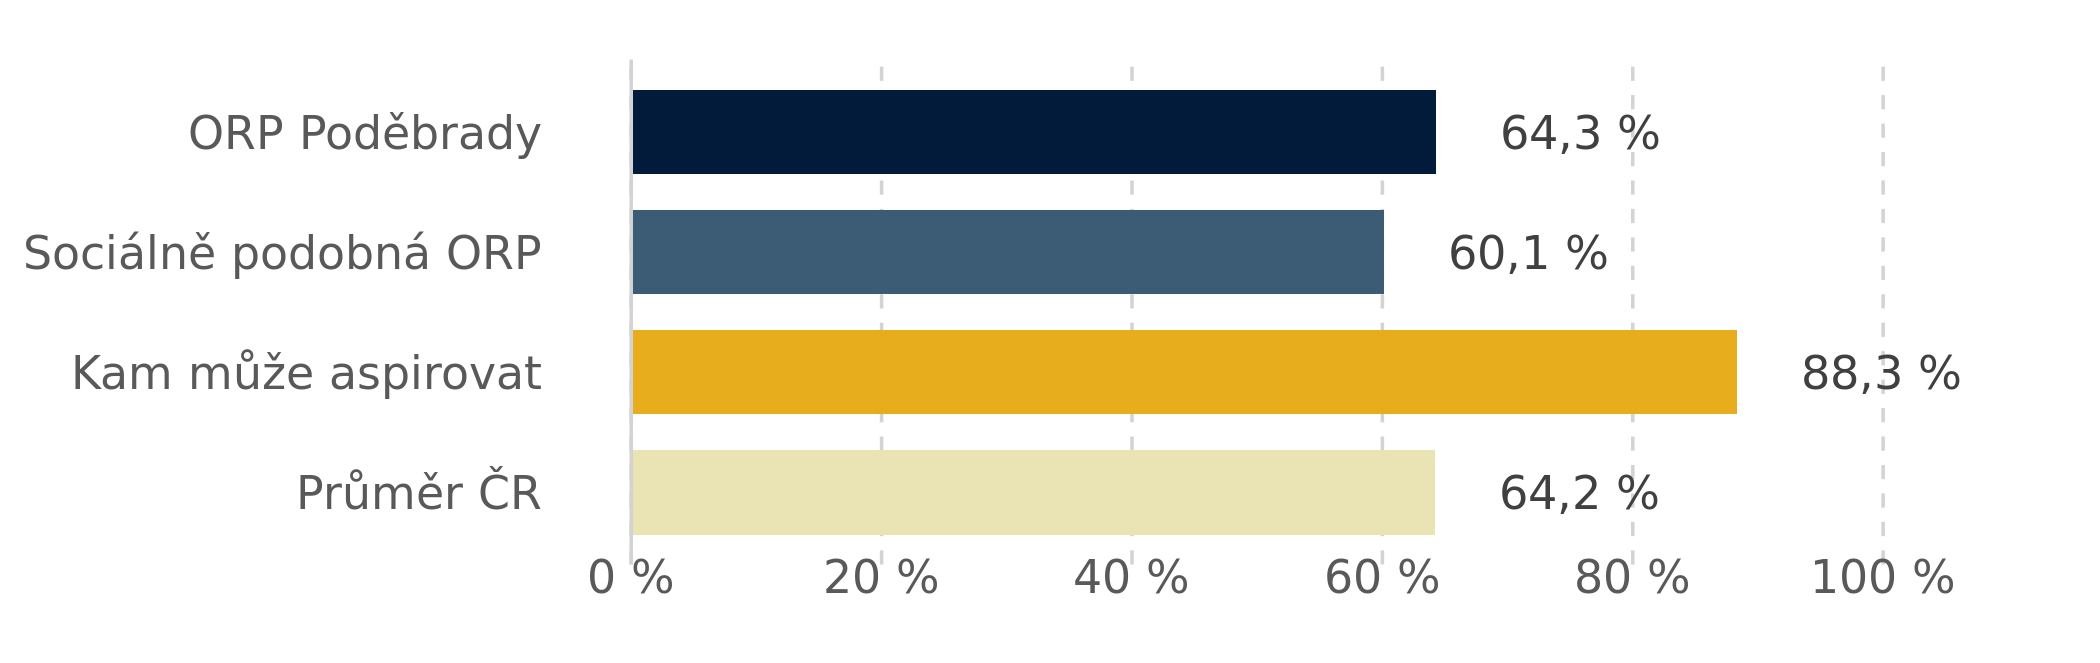 ORP Poděbrady 64,3 %
Sociálně podobná ORP 60,1 %
Kam může aspirovat 88,3 %
Průměr ČR 64,2 %
0 % 20 % 40 % 60 % 80 % 100 %